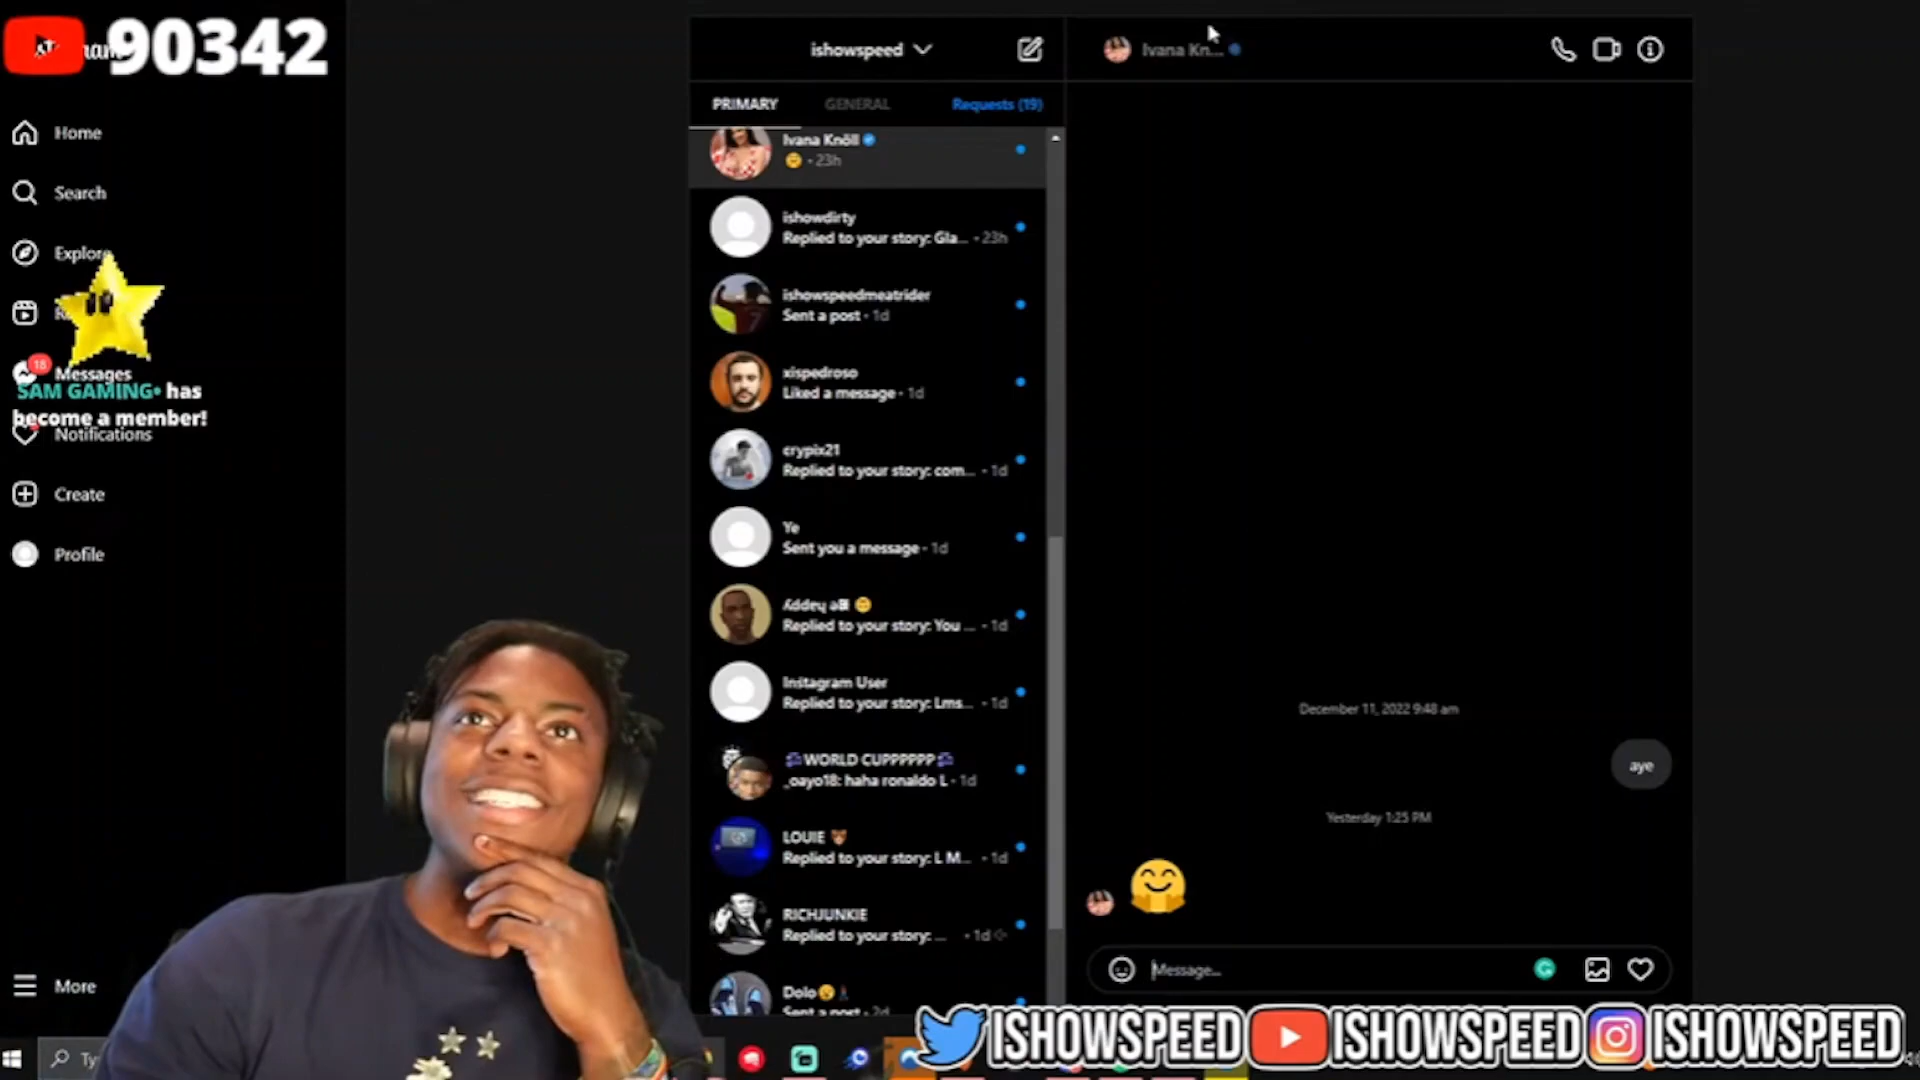 90342
Home
Search
Explore
Messages
18
SAM GAMING• has
become a member!
Notifications
Create
Profile
More
ishowspeed
PRIMARY
GENERAL
Requests (19)
Ivana Knöll
🤗 • 23h
ishowdirty
Replied to your story: Gla... • 23h
ishowspeedmeatrider
Sent a post • 1d
xispedroso
Liked a message • 1d
crypix21
Replied to your story: com... • 1d
Ye
Sent you a message • 1d
Replied to your story: You ... • 1d
Instagram User
Replied to your story: Lms... • 1d
WORLD CUPPPPPP
_oayo18: haha ronaldo L • 1d
LOUIE
Replied to your story: L M... • 1d
RICHJUNKIE
Replied to your story: ... • 1d
Dolo
Sent a post • 2d
Ivana Kn...
December 11, 2022 9:48 am
aye
Yesterday 1:25 PM
Message...
ISHOWSPEED
ISHOWSPEED
ISHOWSPEED
Ty